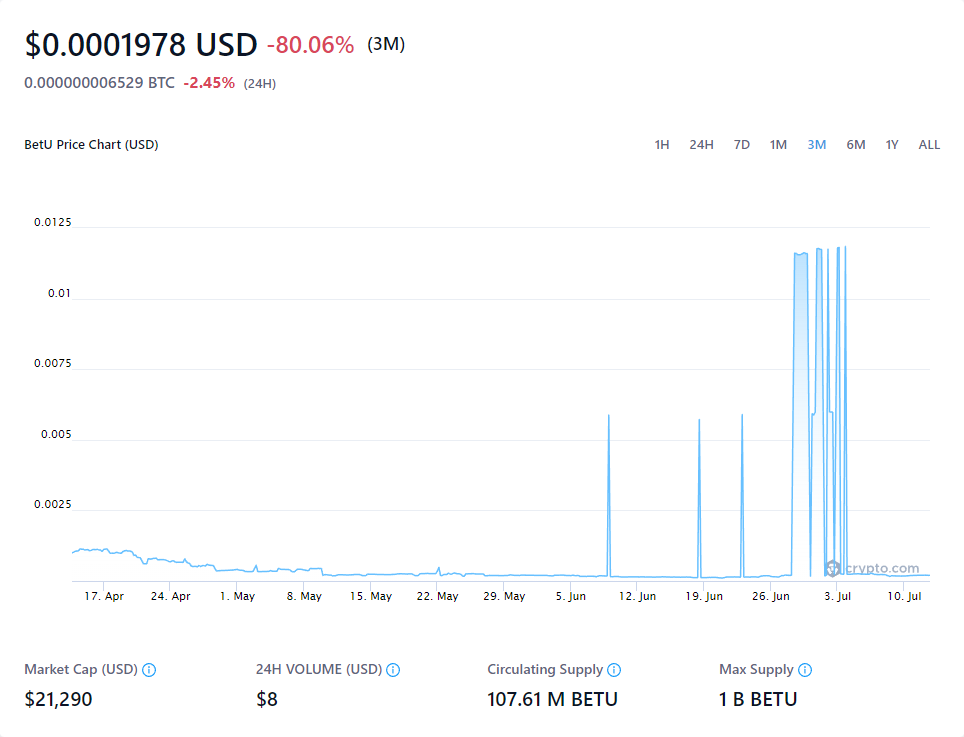 $0.0001978 USD -80.06% (3M)
0.000000006529 BTC -2.45% (24H)
BetU Price Chart (USD) 1H 24H 7D 1M 3M 6M 1Y ALL
0.0125
0.01
0.0075
0.005
0.0025
crypto.com
17. Apr 24. Apr 1. May 8. May 15. May 22. May 29. May 5. Jun 12. Jun 19. Jun 26. Jun 3. Jul 10. Jul
Market Cap (USD) 24H VOLUME (USD) Circulating Supply Max Supply
$21,290 $8 107.61 M BETU 1 B BETU